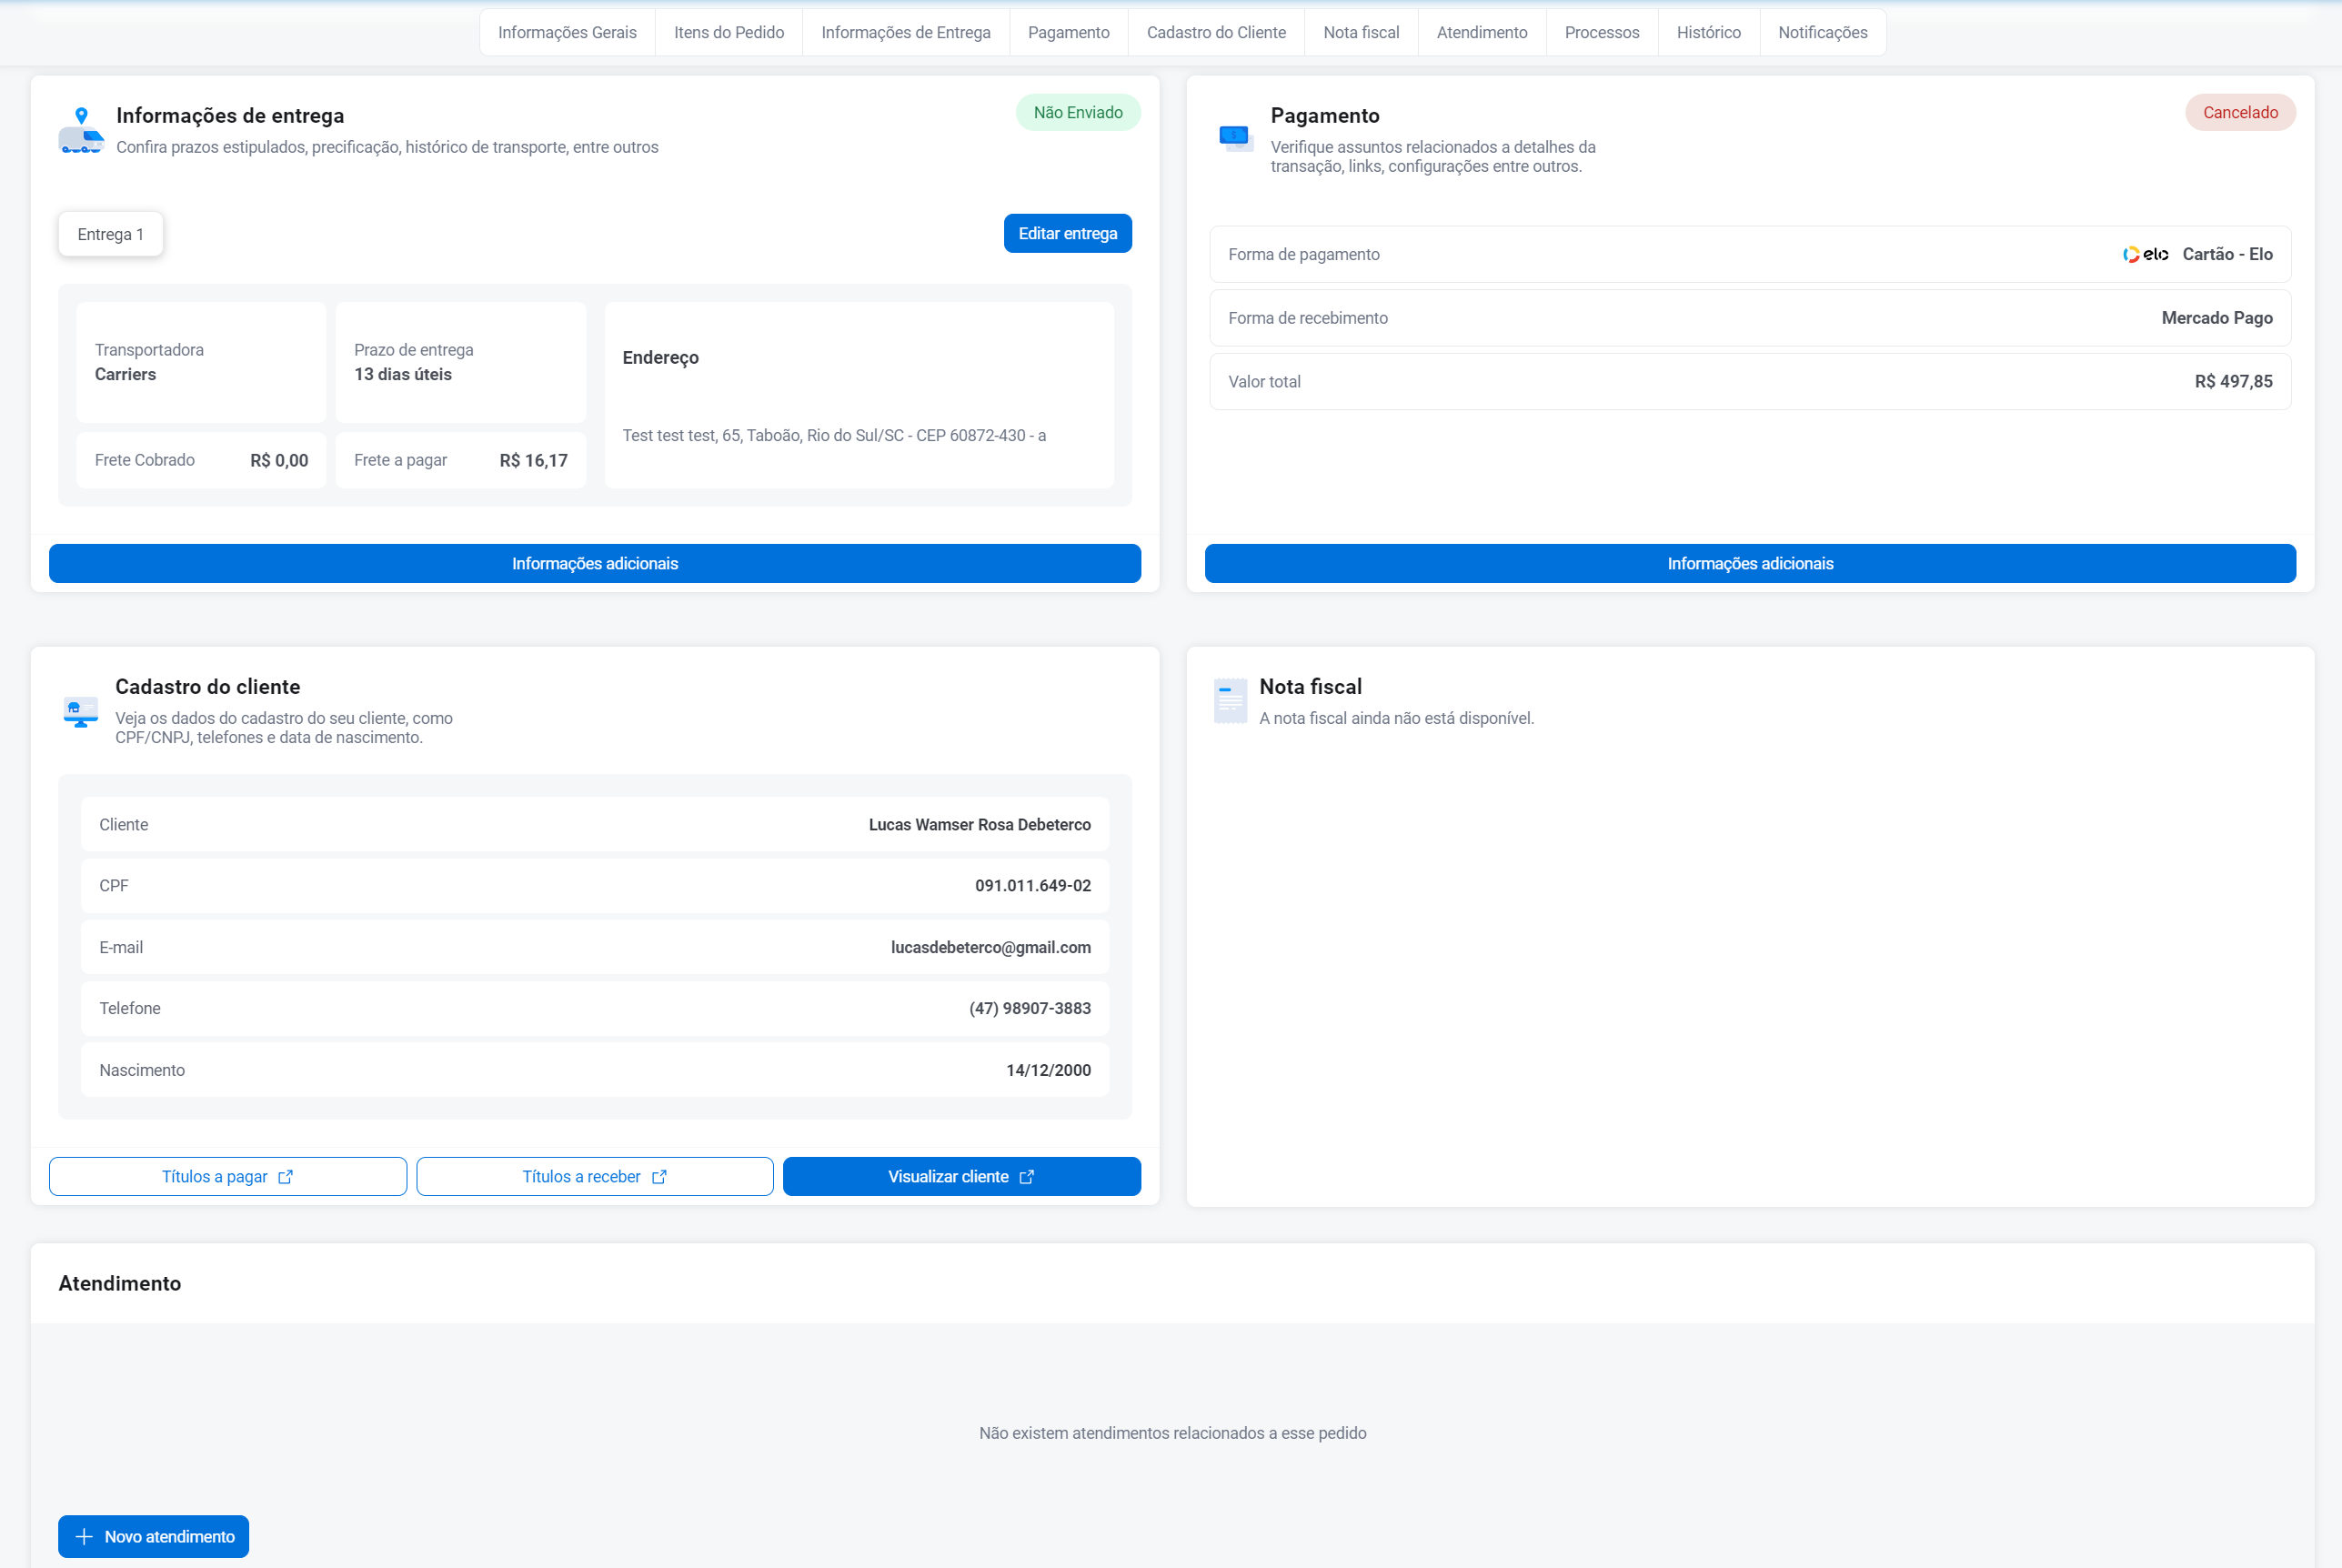 Informações Gerais
Itens do Pedido
Informações de Entrega
Pagamento
Cadastro do Cliente
Nota fiscal
Atendimento
Processos
Histórico
Notificações
Informações de entrega
Não Enviado
Confira prazos estipulados, precificação, histórico de transporte, entre outros
Entrega 1
Editar entrega
Transportadora
Carriers
Prazo de entrega
13 dias úteis
Frete Cobrado
R$ 0,00
Frete a pagar
R$ 16,17
Endereço
Test test test, 65, Taboão, Rio do Sul/SC - CEP 60872-430 - a
Informações adicionais
Pagamento
Cancelado
Verifique assuntos relacionados a detalhes da
transação, links, configurações entre outros.
Forma de pagamento
elo Cartão - Elo
Forma de recebimento
Mercado Pago
Valor total
R$ 497,85
Informações adicionais
Cadastro do cliente
Veja os dados do cadastro do seu cliente, como
CPF/CNPJ, telefones e data de nascimento.
Cliente
Lucas Wamser Rosa Debeterco
CPF
091.011.649-02
E-mail
lucasdebeterco@gmail.com
Telefone
(47) 98907-3883
Nascimento
14/12/2000
Títulos a pagar
Títulos a receber
Visualizar cliente
Nota fiscal
A nota fiscal ainda não está disponível.
Atendimento
Não existem atendimentos relacionados a esse pedido
Novo atendimento